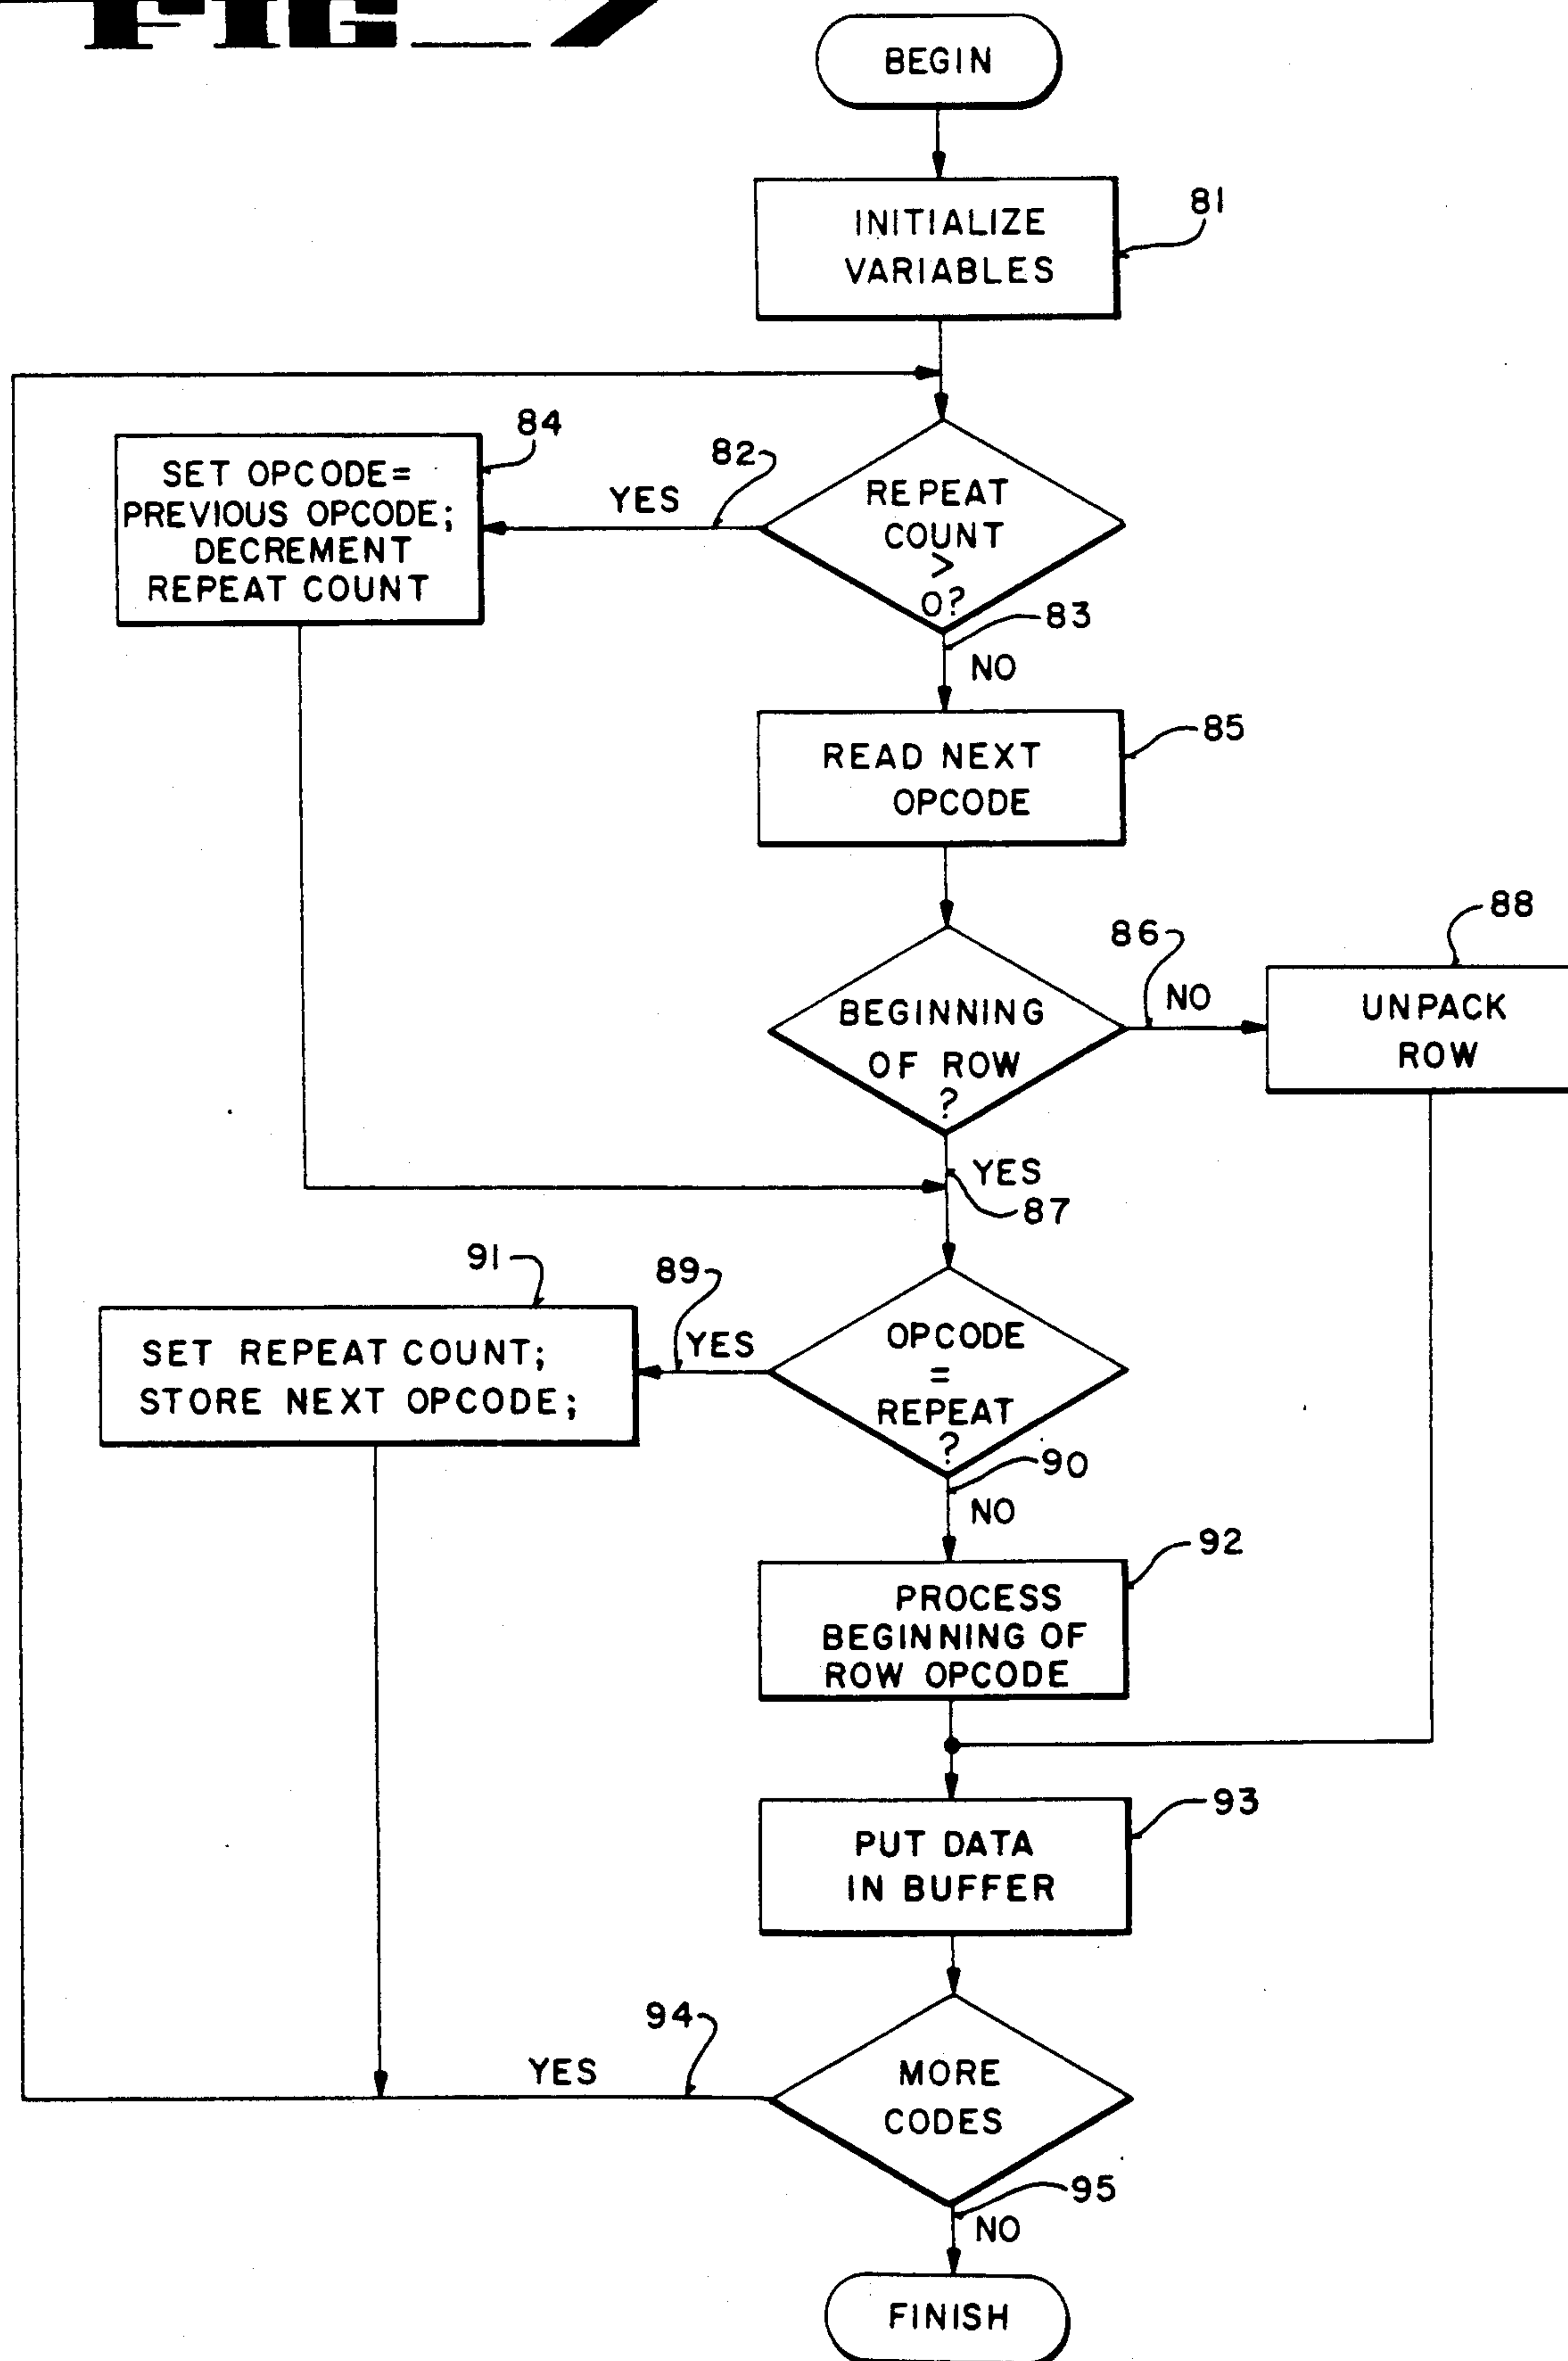 FIG_7
BEGIN
81
INITIALIZE
VARIABLES
84
SET OPCODE=
PREVIOUS OPCODE;
DECREMENT
REPEAT COUNT
82
YES
REPEAT
COUNT
>
0?
83
NO
85
READ NEXT
OPCODE
86
NO
88
BEGINNING
OF ROW
?
UNPACK
ROW
YES
87
91
89
YES
SET REPEAT COUNT;
STORE NEXT OPCODE;
OPCODE
=
REPEAT
?
90
NO
92
PROCESS
BEGINNING OF
ROW OPCODE
93
PUT DATA
IN BUFFER
94
YES
MORE
CODES
95
NO
FINISH